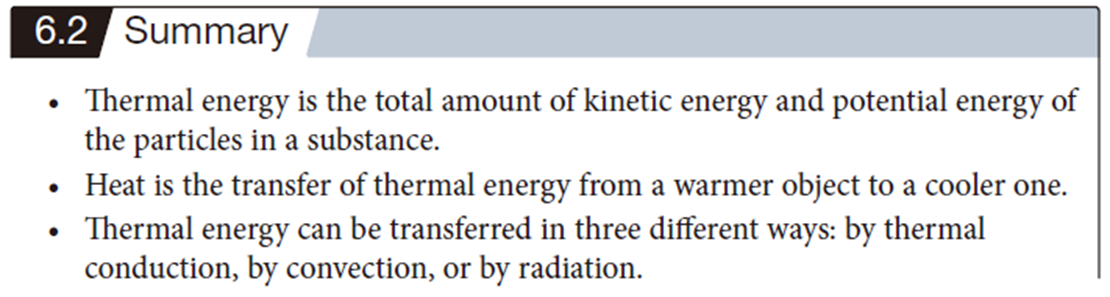 6.2 Summary
• Thermal energy is the total amount of kinetic energy and potential energy of
the particles in a substance.
• Heat is the transfer of thermal energy from a warmer object to a cooler one.
• Thermal energy can be transferred in three different ways: by thermal
conduction, by convection, or by radiation.